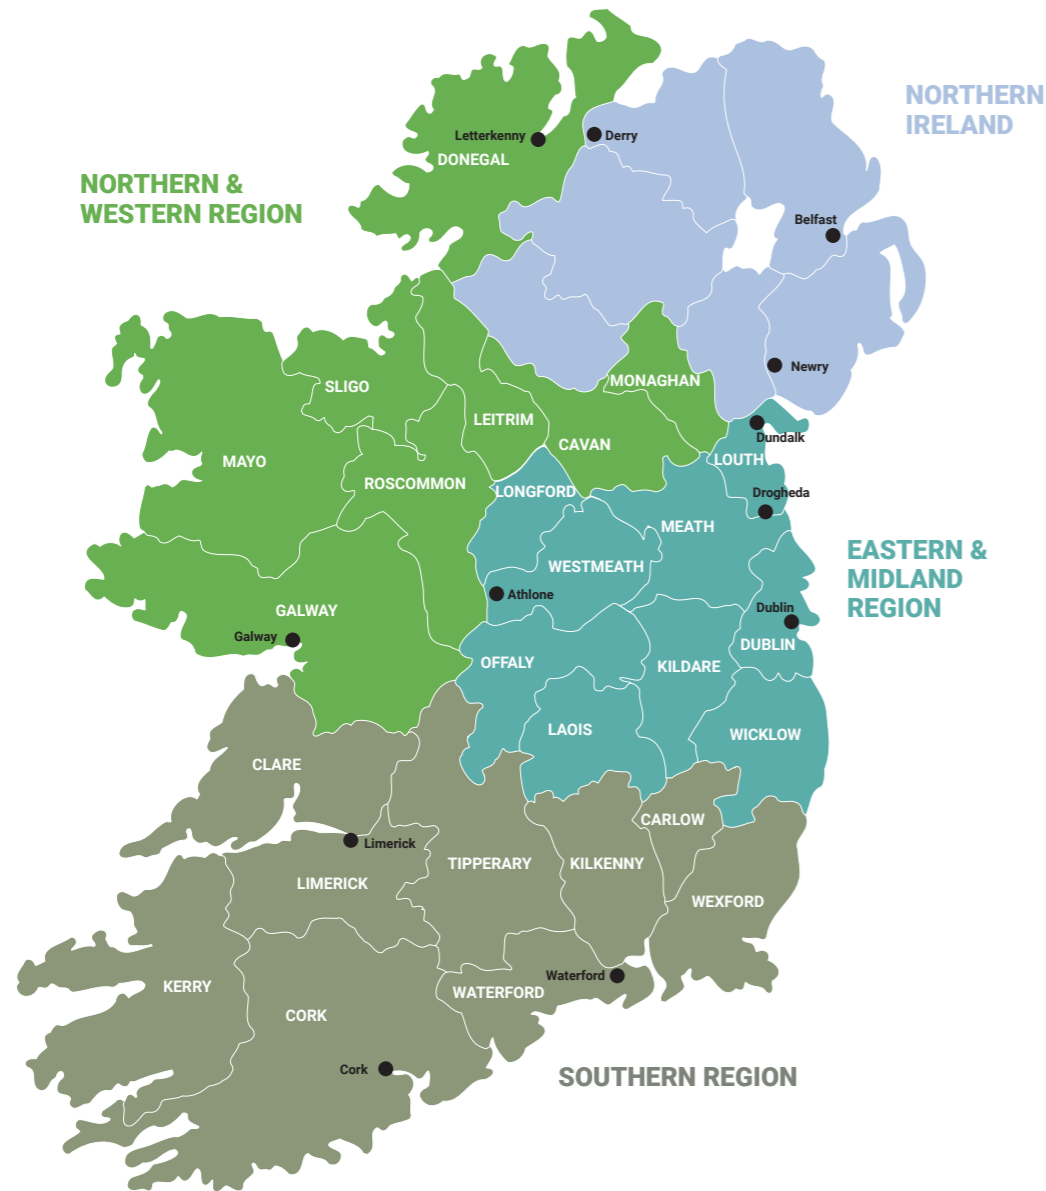 NORTHERN
IRELAND
Letterkenny
Derry
DONEGAL
NORTHERN &
WESTERN REGION
Belfast
Newry
MONAGHAN
SLIGO
LEITRIM
Dundalk
CAVAN
LOUTH
MAYO
ROSCOMMON
LONGFORD
Drogheda
MEATH
EASTERN &
MIDLAND
REGION
WESTMEATH
Athlone
Dublin
GALWAY
Galway
DUBLIN
OFFALY
KILDARE
LAOIS
WICKLOW
CLARE
CARLOW
Limerick
TIPPERARY
KILKENNY
LIMERICK
WEXFORD
Waterford
KERRY
WATERFORD
CORK
Cork
SOUTHERN REGION